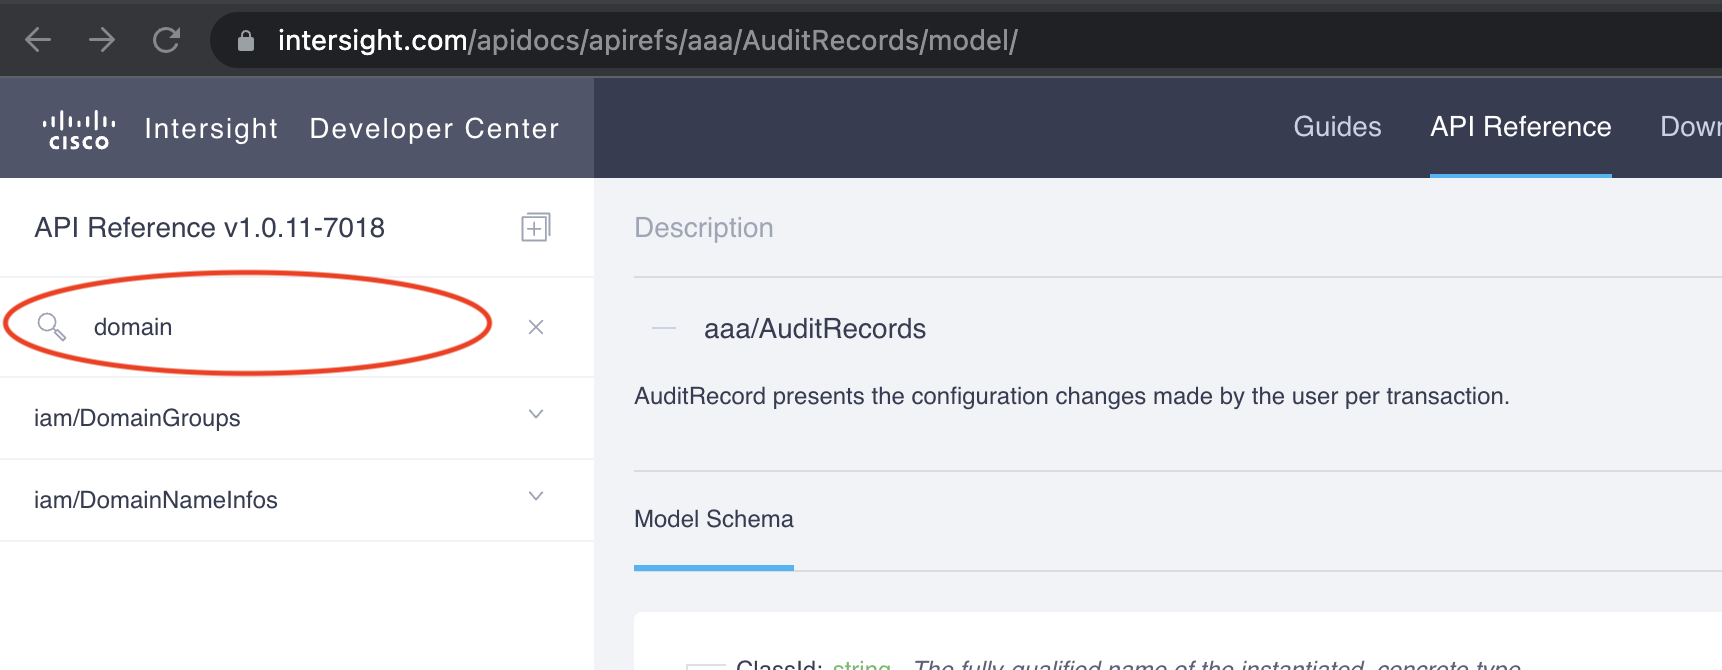 intersight.com/apidocs/apirefs/aaa/AuditRecords/model/
CISCO Intersight Developer Center
Guides API Reference
API Reference v1.0.11-7018
domain
iam/DomainGroups
iam/DomainNameInfos
Description
aaa/AuditRecords
AuditRecord presents the configuration changes made by the user per transaction.
Model Schema
ClassId: string The fully-qualified name of the instantiated, concrete type.